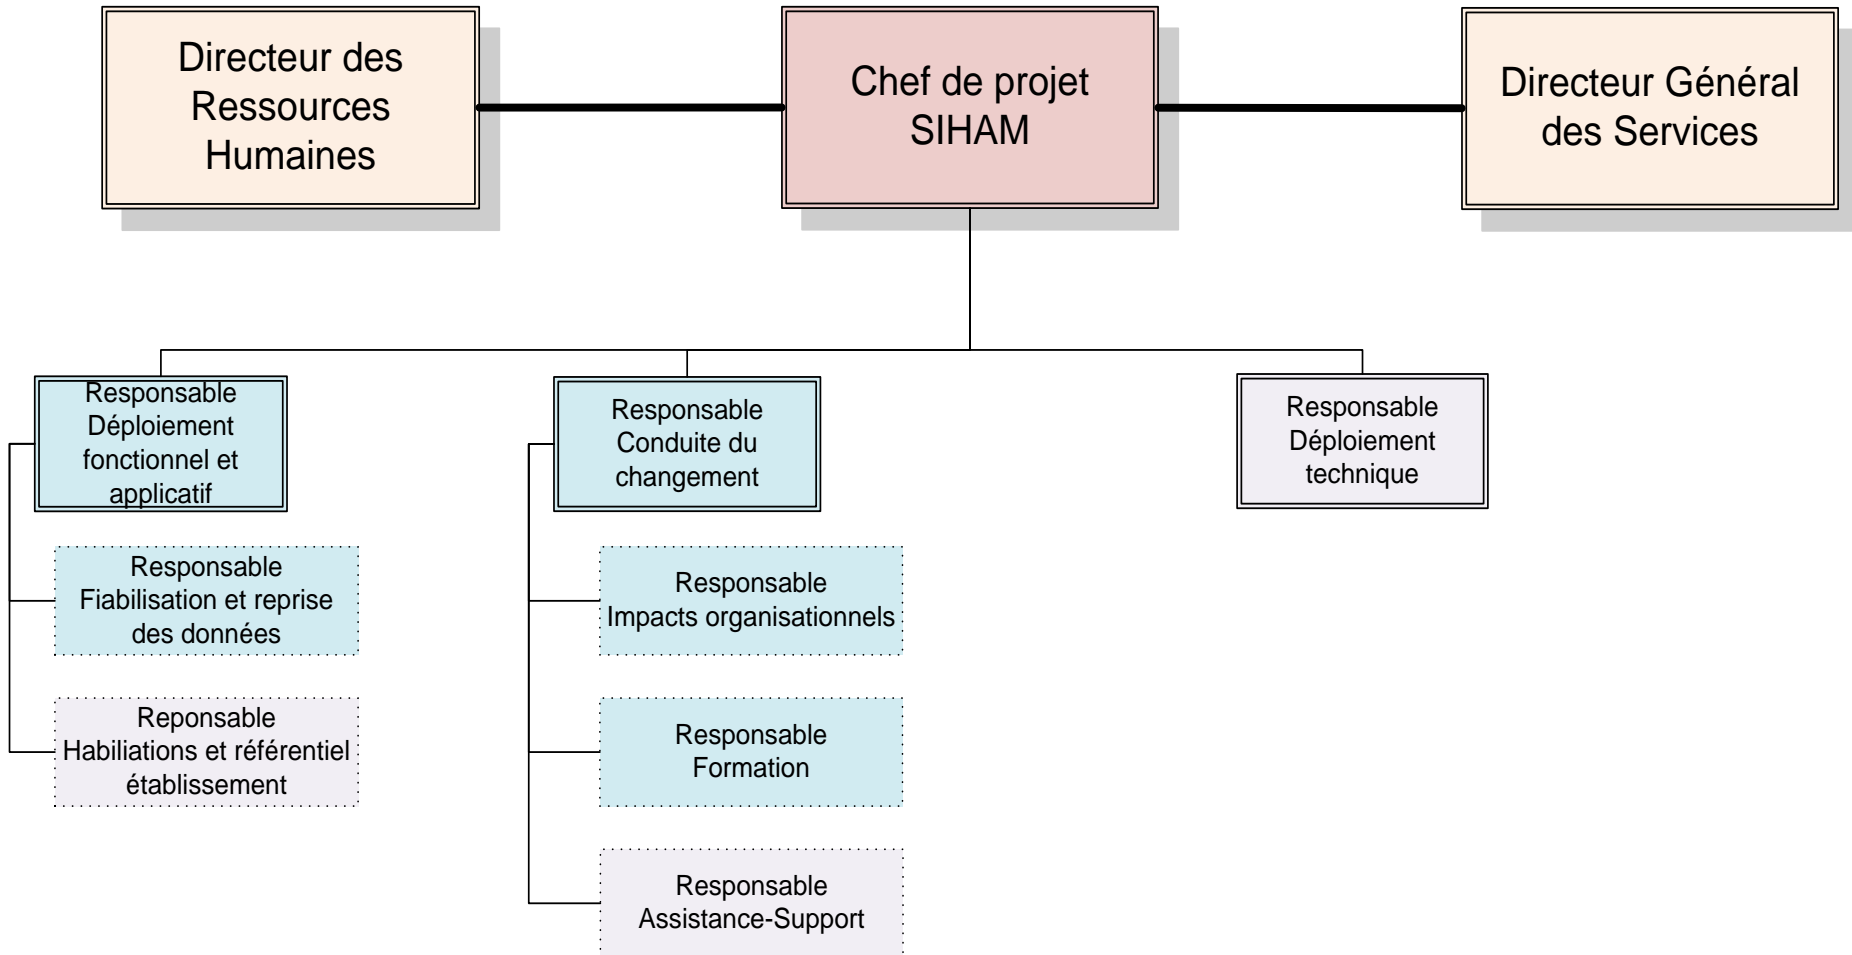 Directeur des
Ressources
Humaines
Chef de projet
SIHAM
Directeur Général
des Services
Responsable
Déploiement
fonctionnel et
applicatif
Responsable
Fiabilisation et reprise
des données
Reponsable
Habiliations et référentiel
établissement
Responsable
Conduite du
changement
Responsable
Impacts organisationnels
Responsable
Formation
Responsable
Assistance-Support
Responsable
Déploiement
technique